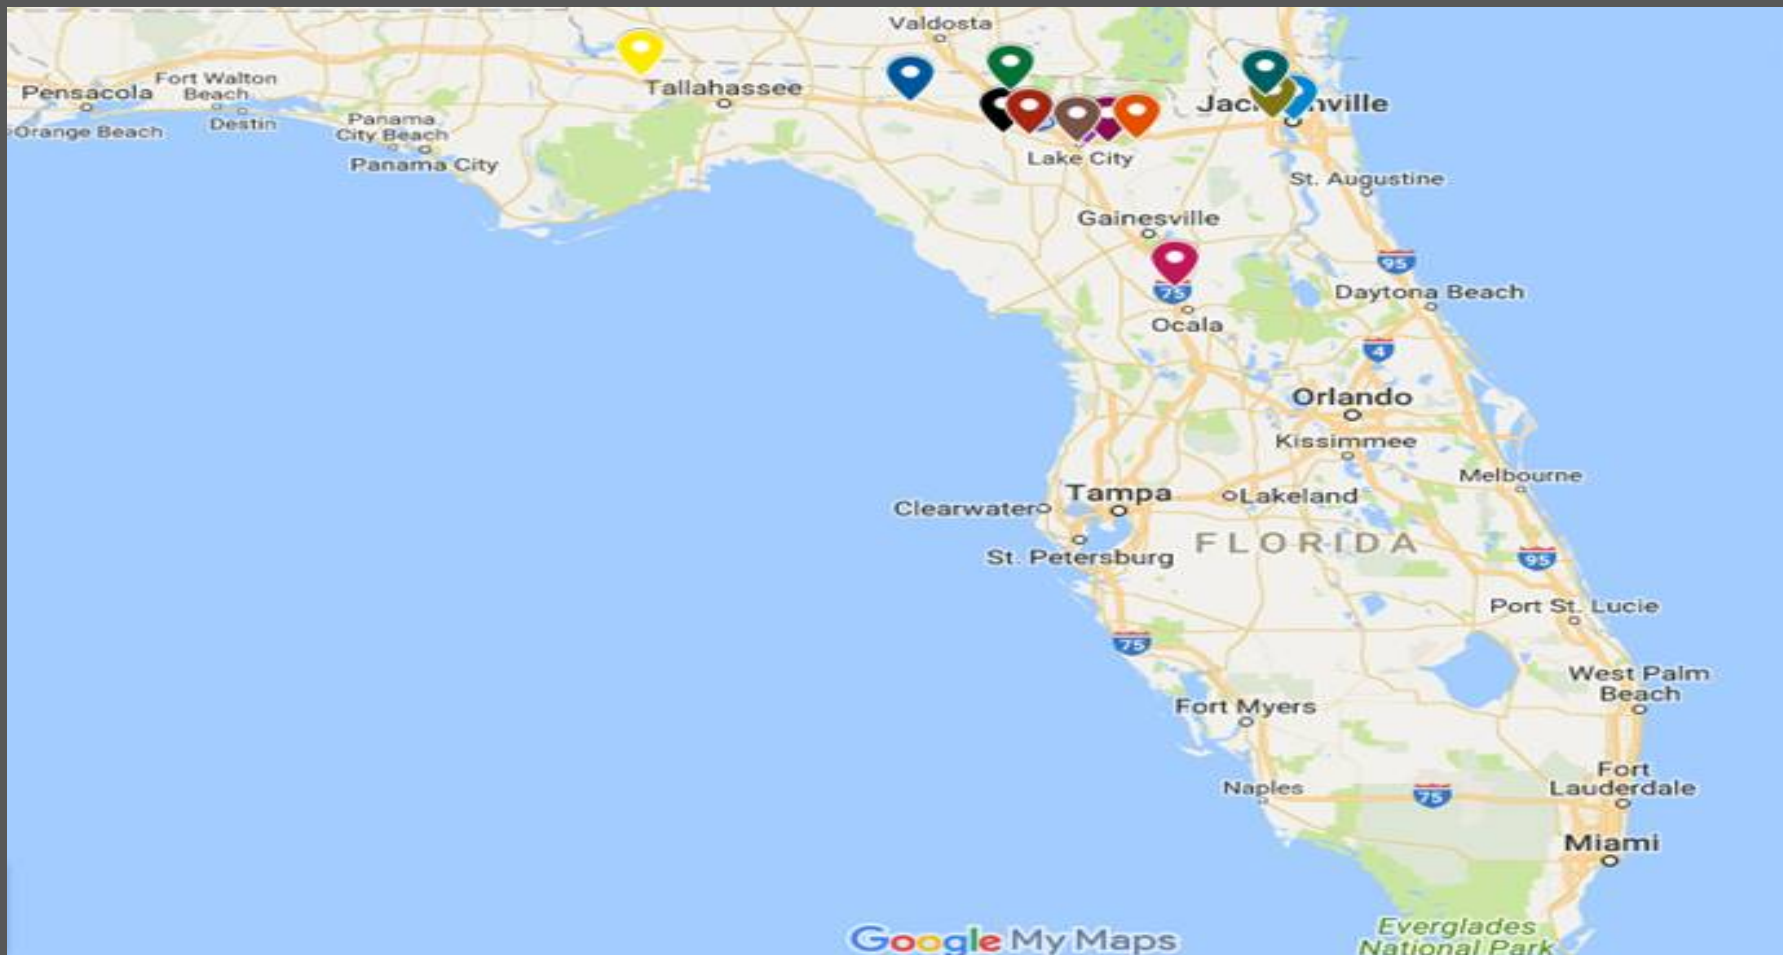 Valdosta
Fort Walton
Beach
Pensacola
Tallahassee
Destin
Orange Beach
Panama
City Beach
Panama City
Lake City
St. Augustine
Gainesville
95
75
Daytona Beach
Ocala
4
Orlando
Kissimmee
Melbourne
Tampa
Lakeland
Clearwater
FLORIDA
St. Petersburg
95
Port St. Lucie
75
West Palm
Beach
Fort Myers
Fort
Lauderdale
Naples
75
Miami
Everglades
National Park
Google My Maps